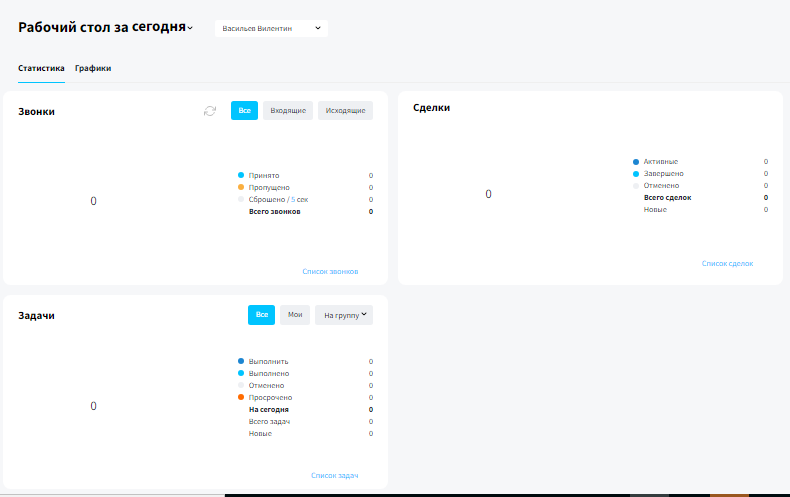 Рабочий стол за сегодня
Васильев Вилентин
Статистика Графики
Звонки
Все Входящие Исходящие
0
Принято 0
Пропущено 0
Сброшено / 5 сек 0
Всего звонков 0
Список звонков
Сделки
0
Активные 0
Завершено 0
Отменено 0
Всего сделок 0
Новые 0
Список сделок
Задачи
Все Мои На группу
0
Выполнить 0
Выполнено 0
Отменено 0
Просрочено 0
На сегодня 0
Всего задач 0
Новые 0
Список задач